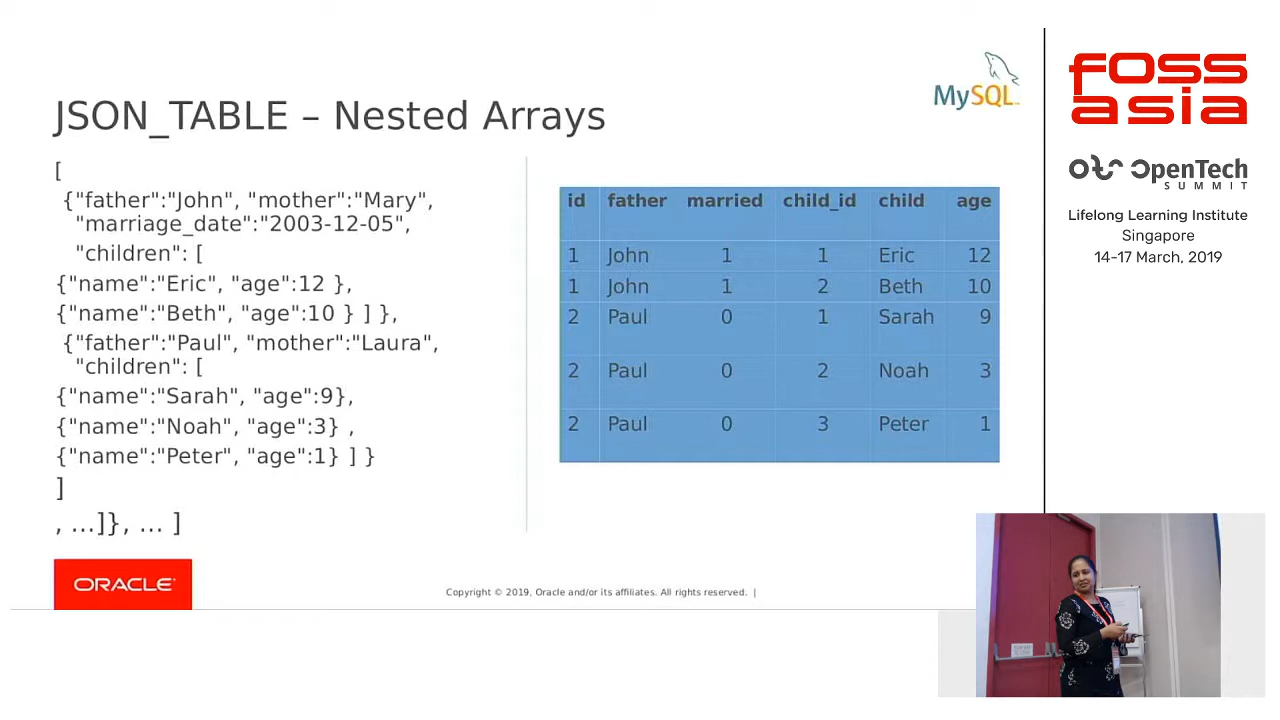 JSON_TABLE – Nested Arrays
MySQL
[
{"father":"John", "mother":"Mary",
"marriage_date":"2003-12-05",
"children": [
{"name":"Eric", "age":12 },
{"name":"Beth", "age":10 } ] },
{"father":"Paul", "mother":"Laura",
"children": [
{"name":"Sarah", "age":9},
{"name":"Noah", "age":3} ,
{"name":"Peter", "age":1} ] }
]
, ...]}, ... ]
id father married child_id child age
1 John 1 1 Eric 12
1 John 1 2 Beth 10
2 Paul 0 1 Sarah 9
2 Paul 0 2 Noah 3
2 Paul 0 3 Peter 1
ORACLE
Copyright © 2019, Oracle and/or its affiliates. All rights reserved. |
foss
asia
OpenTech
SUMMIT
Lifelong Learning Institute
Singapore
14-17 March, 2019